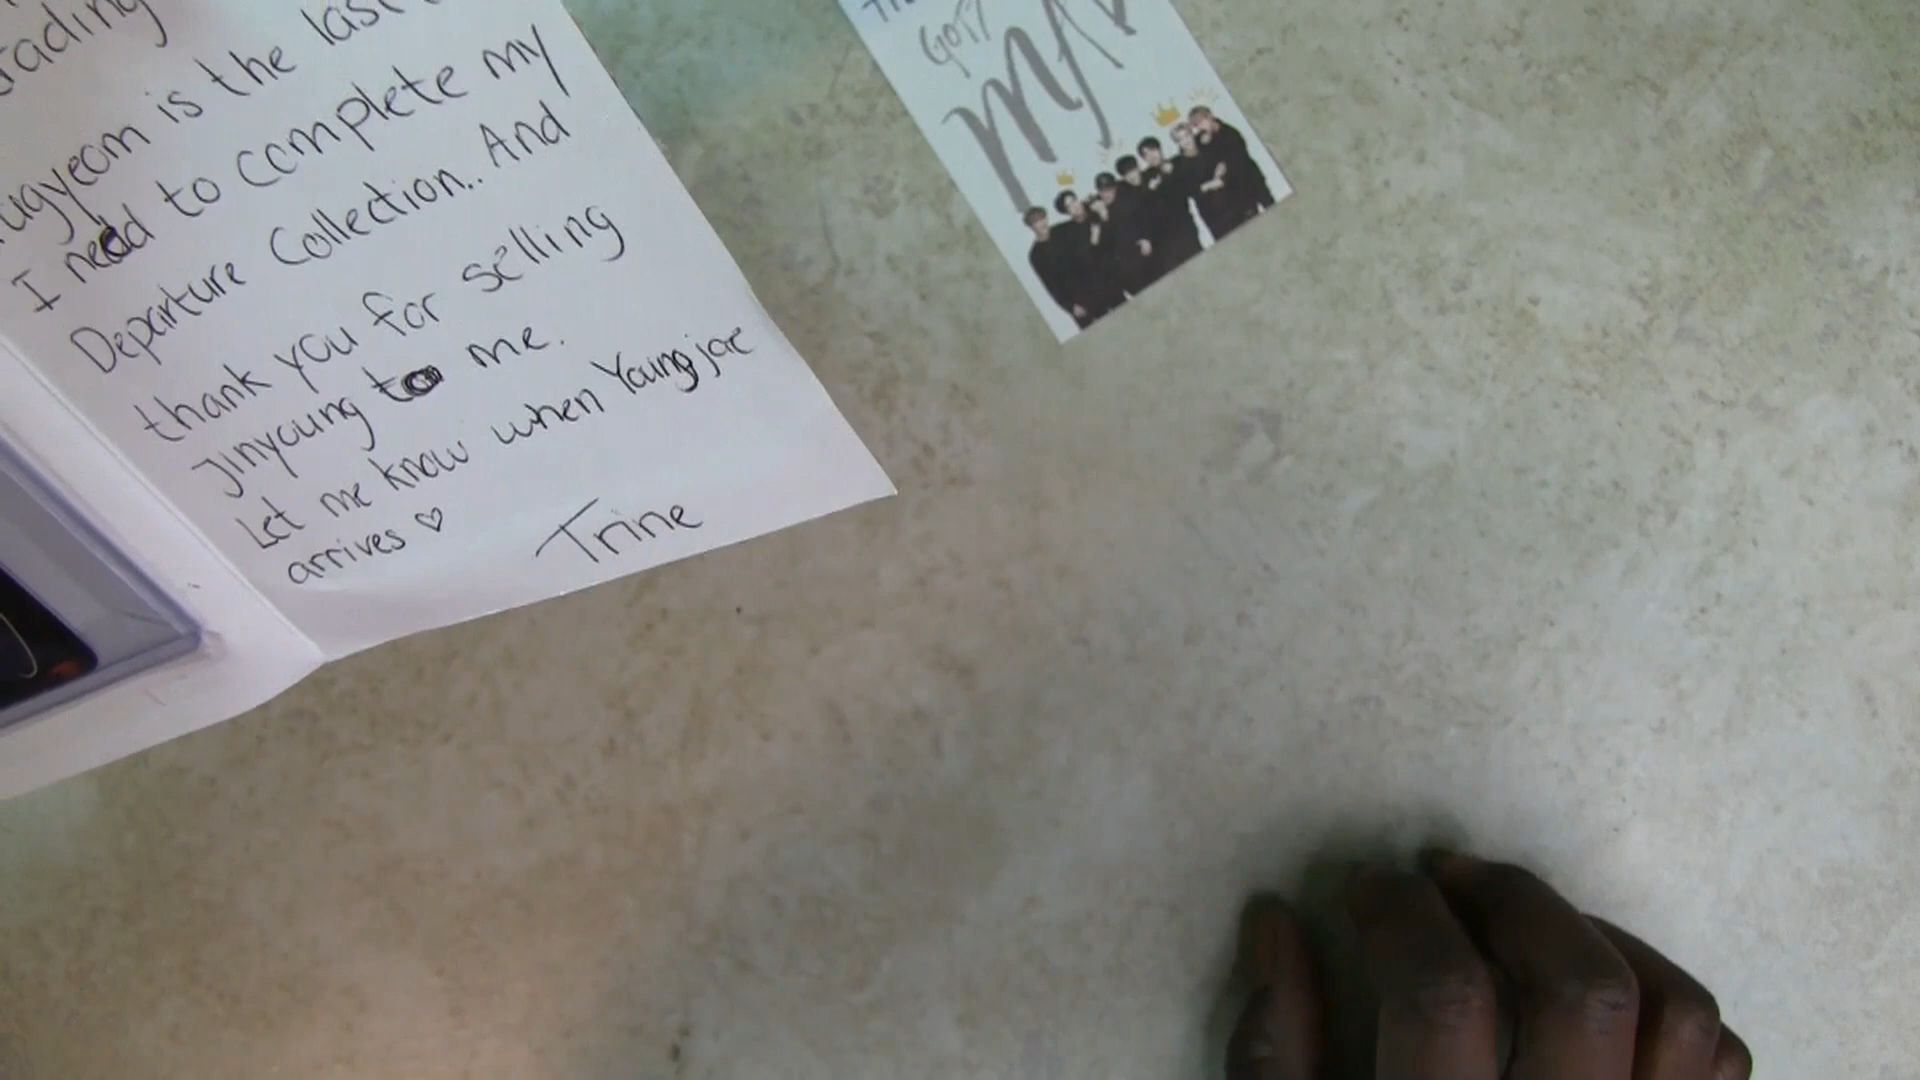 is the last
I need to complete my
Departure Collection.. And
thank you for selling
Jinyoung to me.
Let me know when Youngjae
arrives ♡
Trine
GOT7